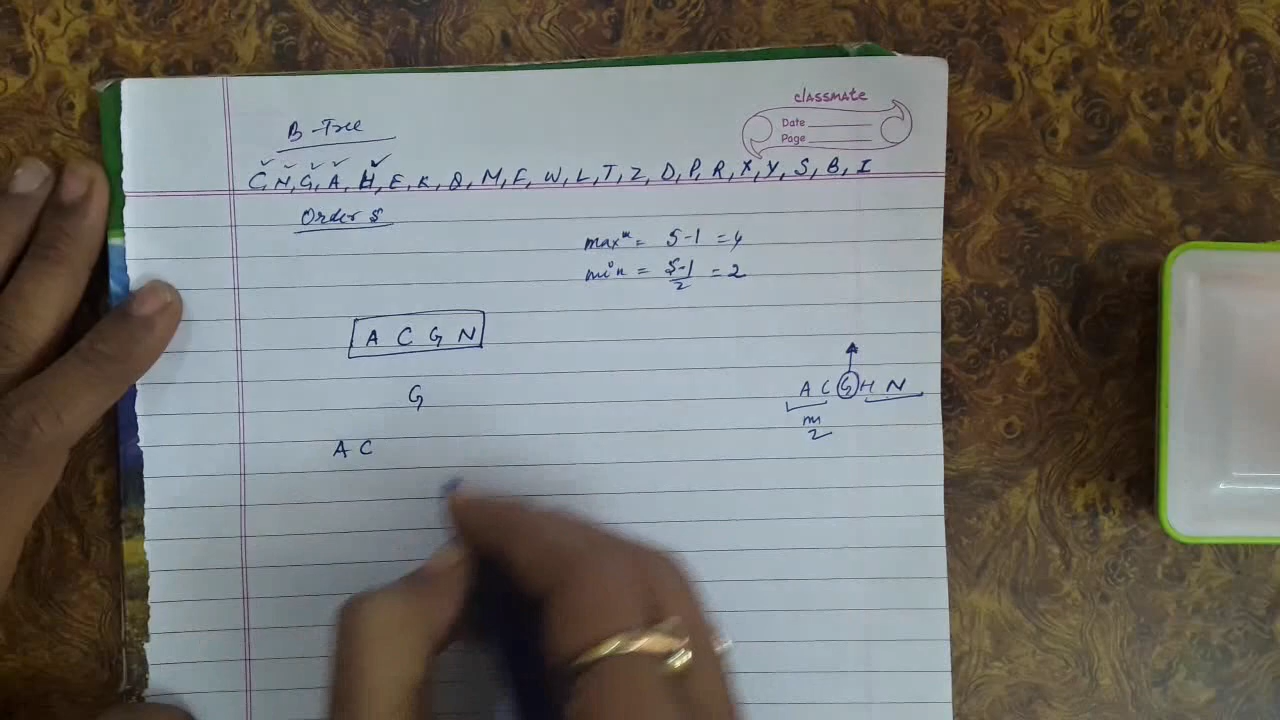 classmate
Date
Page
B-Tree
C, N, G, A, H, E, K, Q, M, F, W, L, T, Z, D, P, R, X, Y, S, B, I
Order 5
max^m = 5-1 = 4
min = 5-1/2 = 2
A C G N
A C G H N
m/2
G
A C